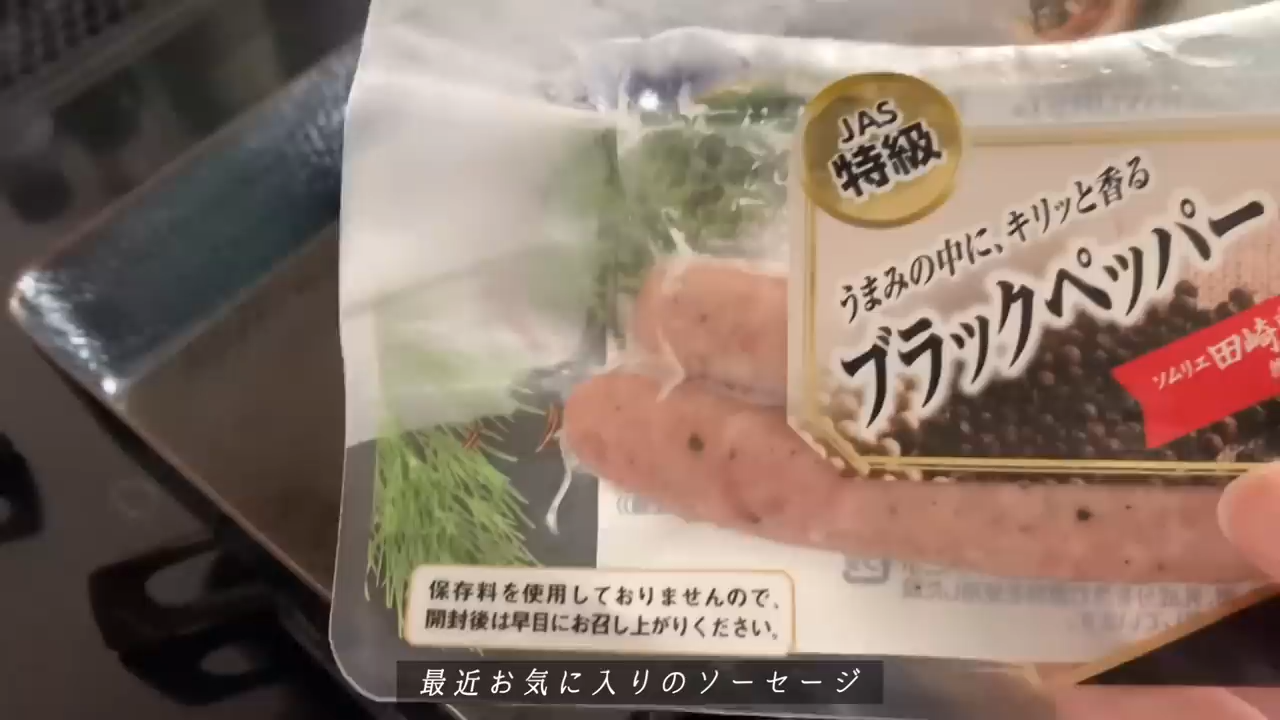 JAS
特級
うまみの中に、キリッと香る
ブラックペッパー
ソムリエ田崎
保存料を使用しておりませんので、
開封後は早目にお召し上がりください。
最近お気に入りのソーセージ